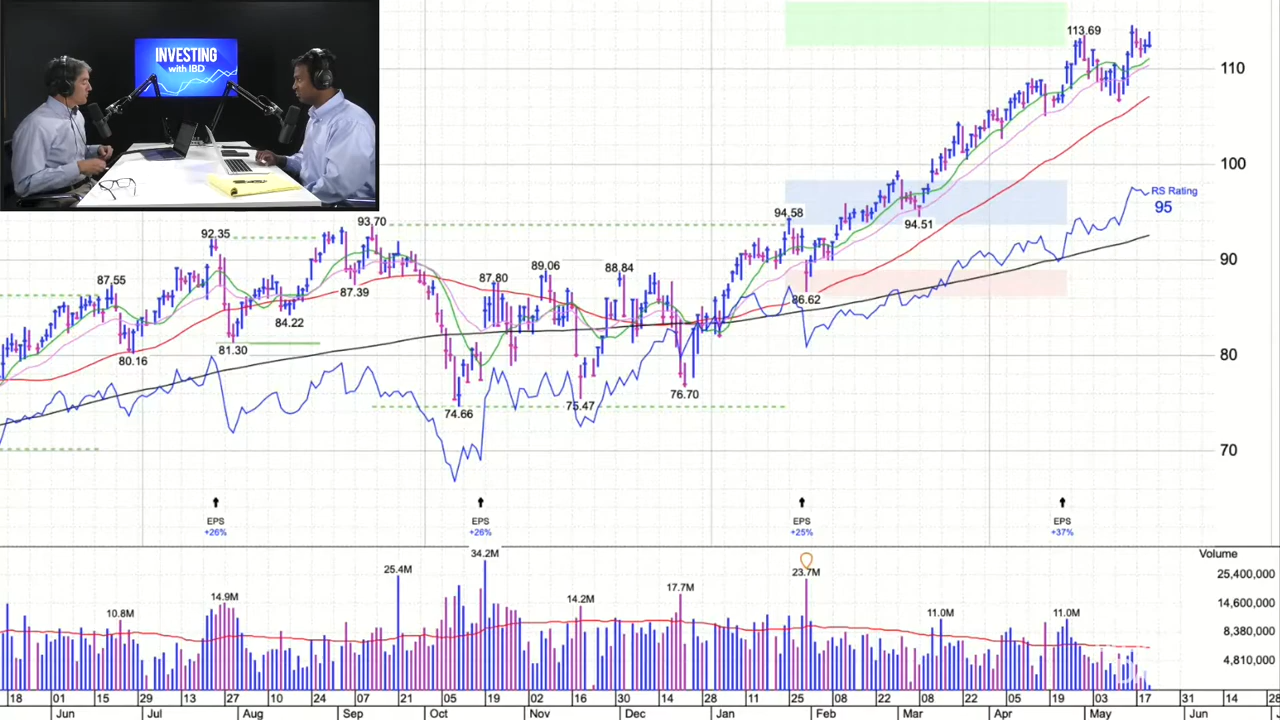 INVESTING
with IBD
113.69
110
100
RS Rating
95
94.58
94.51
93.70
92.35
90
89.06
88.84
87.80
87.55
87.39
86.62
84.22
81.30
80.16
80
76.70
75.47
74.66
70
EPS
+26%
EPS
+26%
EPS
+25%
EPS
+37%
Volume
34.2M
25.4M
23.7M
25,400,000
17.7M
14.9M
14.2M
14,600,000
10.8M
11.0M
11.0M
8,380,000
4,810,000
18 01 15 29 13 27 10 24 07 21 05 19 02 16 30 14 28 11 25 08 22 08 22 05 19 03 17 31 14 28
Jun Jul Aug Sep Oct Nov Dec Jan Feb Mar Apr May Jun